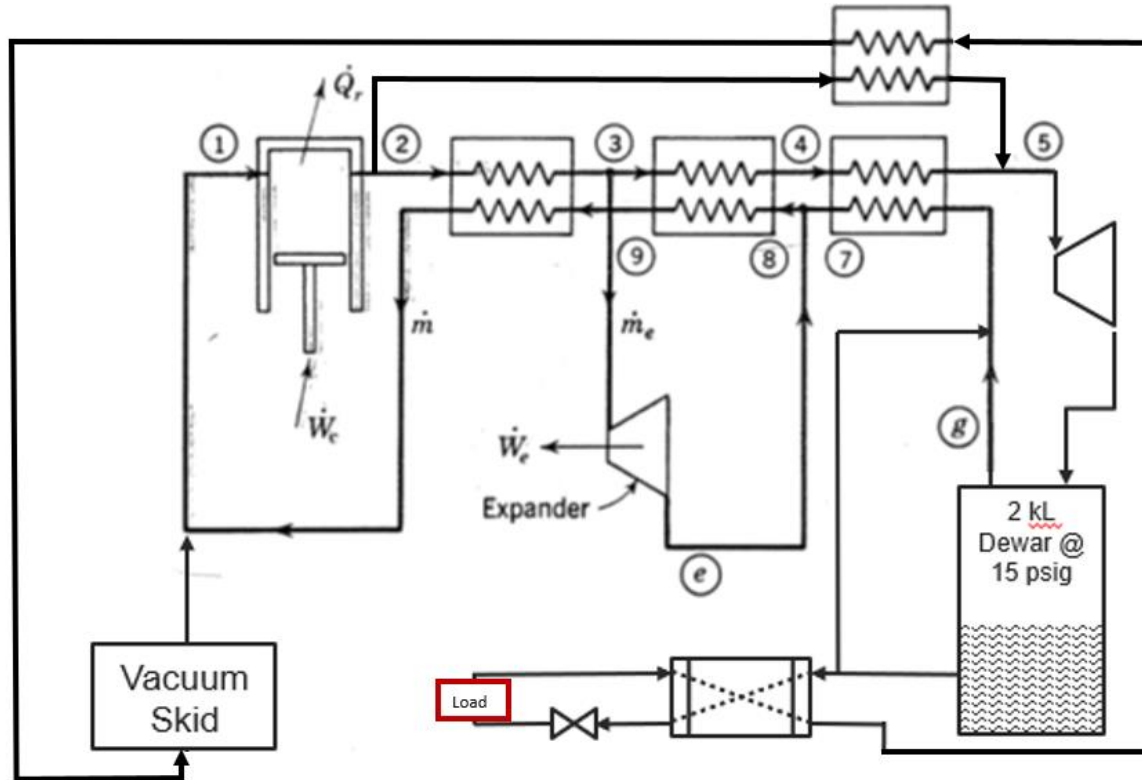 Q̇ᵣ
①
②
③
④
⑤
⑨
⑧
⑦
ṁ
ṁₑ
Ẇ꜀
Ẇₑ
Expander
ⓔ
ⓖ
2 kL
Dewar @
15 psig
Vacuum
Skid
Load